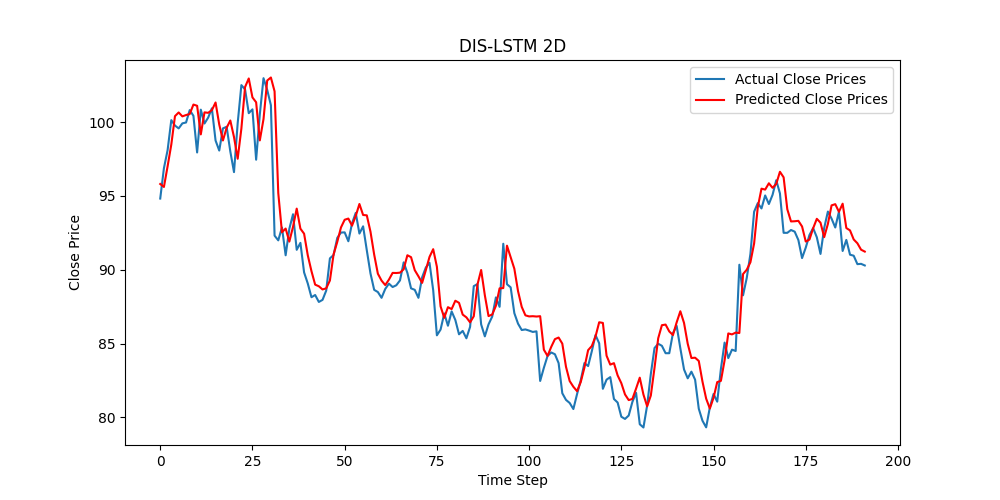 DIS-LSTM 2D
Actual Close Prices
Predicted Close Prices
Close Price
100
95
90
85
80
0 25 50 75 100 125 150 175 200
Time Step